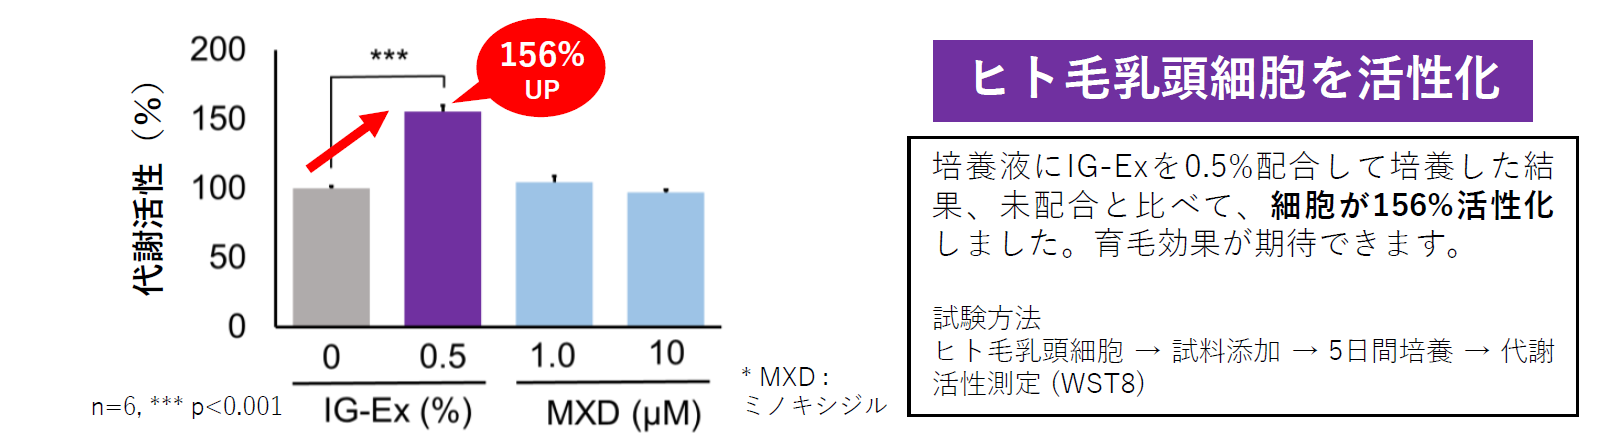 200
150
100
50
0
代謝活性 (%)
***
156%
UP
0
0.5
1.0
10
IG-Ex (%)
MXD (μM)
n=6, *** p<0.001
* MXD :
ミノキシジル
ヒト毛乳頭細胞を活性化
培養液にIG-Exを0.5%配合して培養した結
果、未配合と比べて、細胞が156%活性化
しました。育毛効果が期待できます。
試験方法
ヒト毛乳頭細胞 → 試料添加 → 5日間培養 → 代謝
活性測定 (WST8)